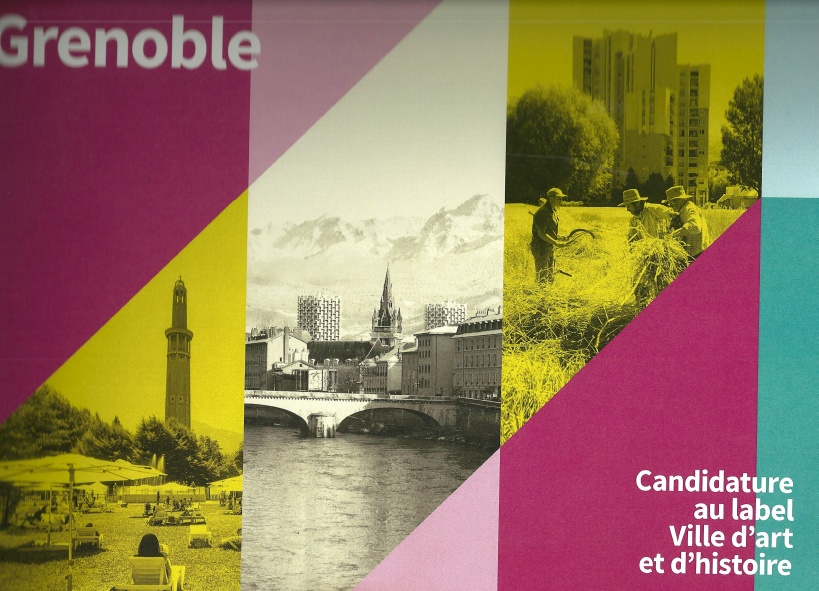 Grenoble
Candidature
au label
Ville d'art
et d'histoire